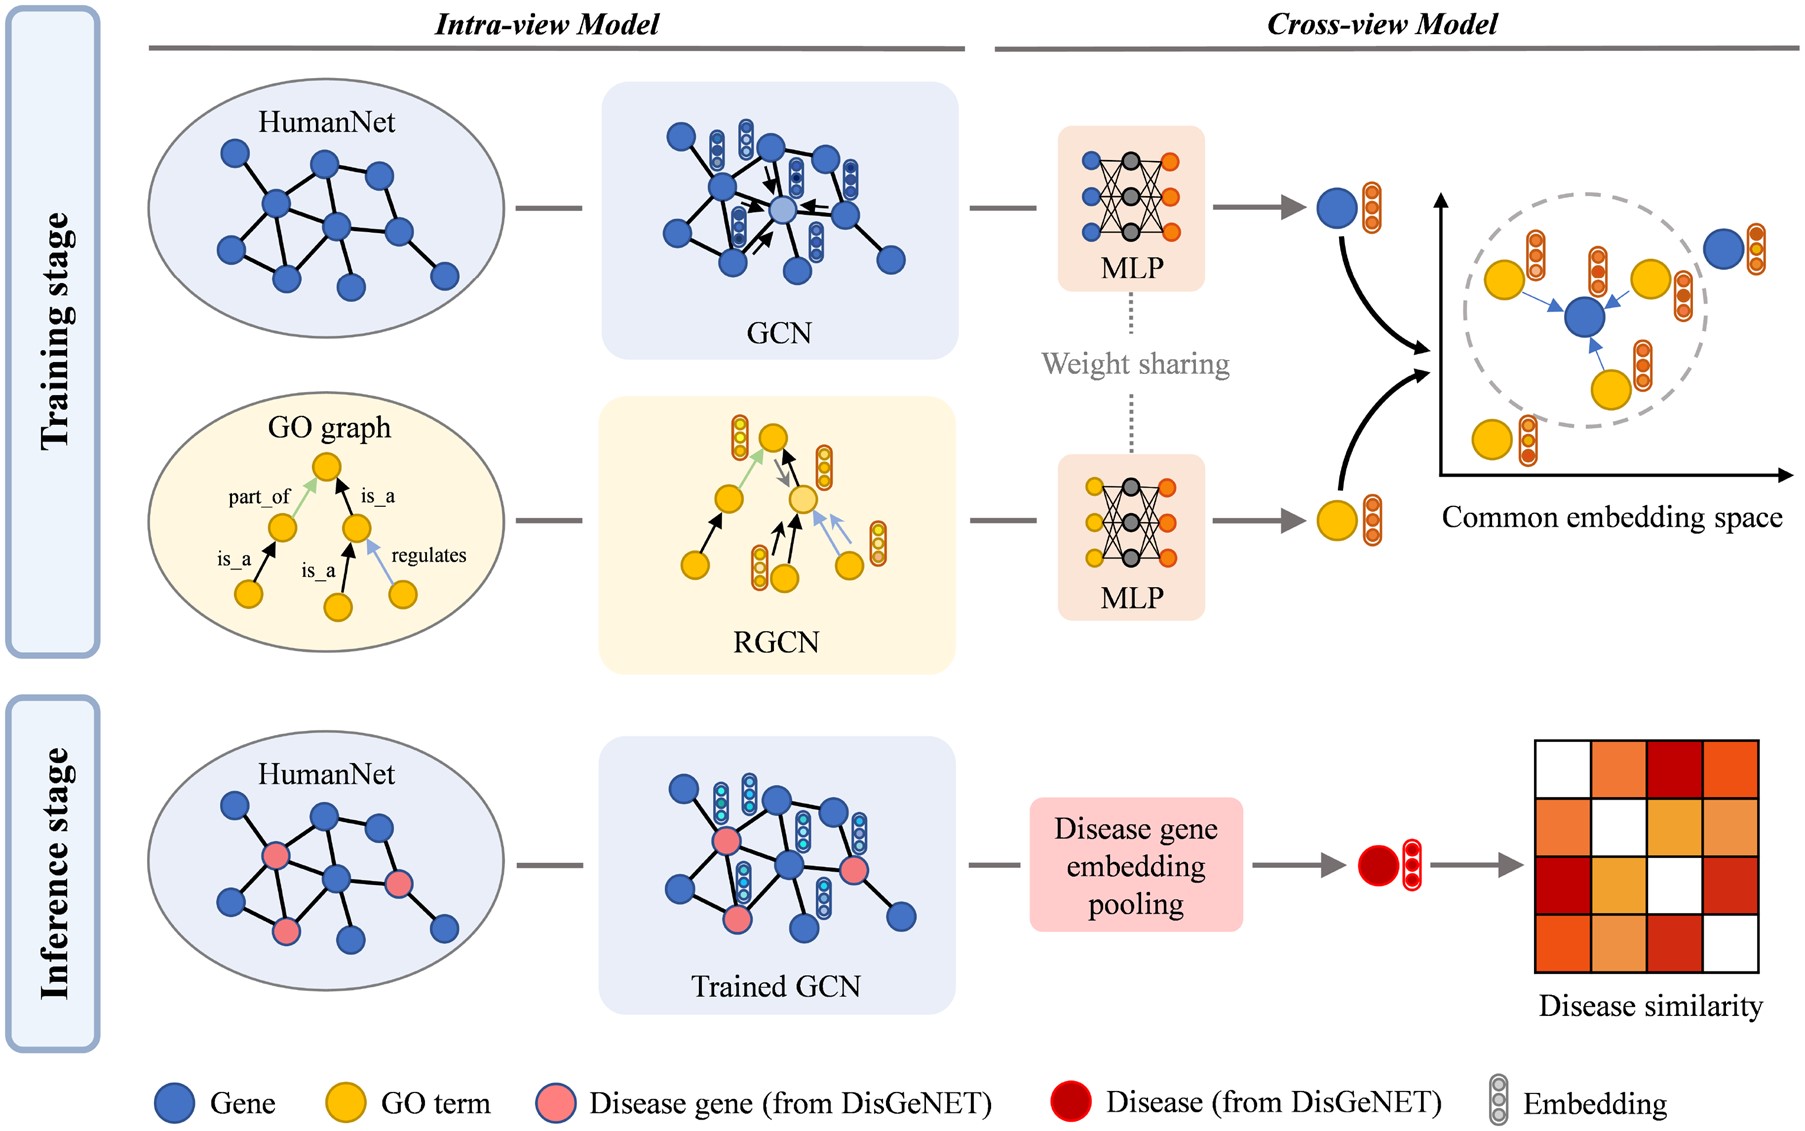 Intra-view Model
Cross-view Model
Training stage
HumanNet
GCN
MLP
Weight sharing
GO graph
part_of
is_a
is_a
is_a
regulates
RGCN
MLP
Common embedding space
Inference stage
HumanNet
Trained GCN
Disease gene
embedding
pooling
Disease similarity
Gene
GO term
Disease gene (from DisGeNET)
Disease (from DisGeNET)
Embedding